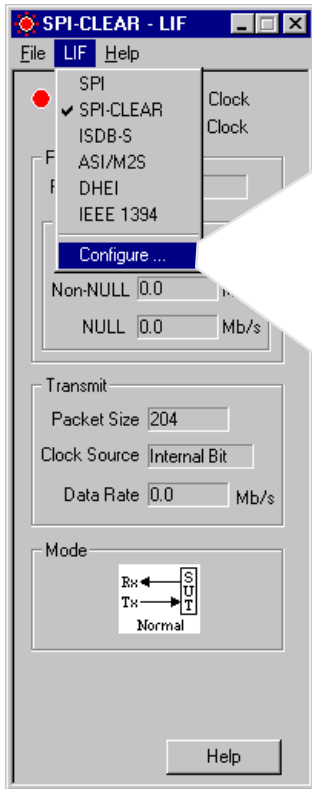 SPI-CLEAR - LIF
File LIF Help
SPI
SPI-CLEAR
ISDB-S
ASI/M2S
DHEI
IEEE 1394
Configure ...
Clock
Clock
Non-NULL 0.0
NULL 0.0 Mb/s
Transmit
Packet Size 204
Clock Source Internal Bit
Data Rate 0.0 Mb/s
Mode
Rx
Tx
SUT
Normal
Help